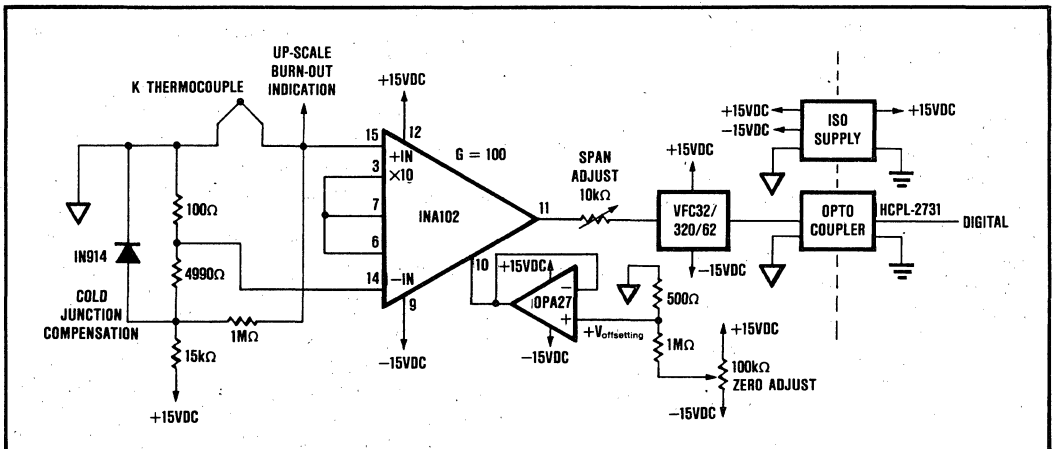 UP-SCALE
BURN-OUT
INDICATION
K THERMOCOUPLE
+15VDC
15
12
+IN
G = 100
3
×10
7
INA102
6
14
−IN
9
−15VDC
11
10
100Ω
IN914
4990Ω
COLD
JUNCTION
COMPENSATION
1MΩ
15kΩ
+15VDC
SPAN
ADJUST
10kΩ
+15VDC
VFC32/
320/62
−15VDC
+15VDC
−
OPA27
+
−15VDC
+Voffsetting
500Ω
1MΩ
+15VDC
100kΩ
ZERO ADJUST
−15VDC
+15VDC
−15VDC
ISO
SUPPLY
+15VDC
OPTO
COUPLER
HCPL-2731
DIGITAL